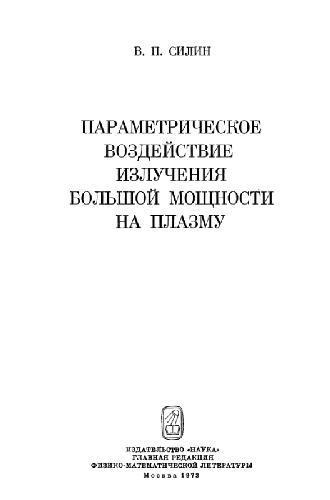 В. П. СИЛИН
ПАРАМЕТРИЧЕСКОЕ
ВОЗДЕЙСТВИЕ
ИЗЛУЧЕНИЯ
БОЛЬШОЙ МОЩНОСТИ
НА ПЛАЗМУ
ИЗДАТЕЛЬСТВО «НАУКА»
ГЛАВНАЯ РЕДАКЦИЯ
ФИЗИКО-МАТЕМАТИЧЕСКОЙ ЛИТЕРАТУРЫ
Москва 1973